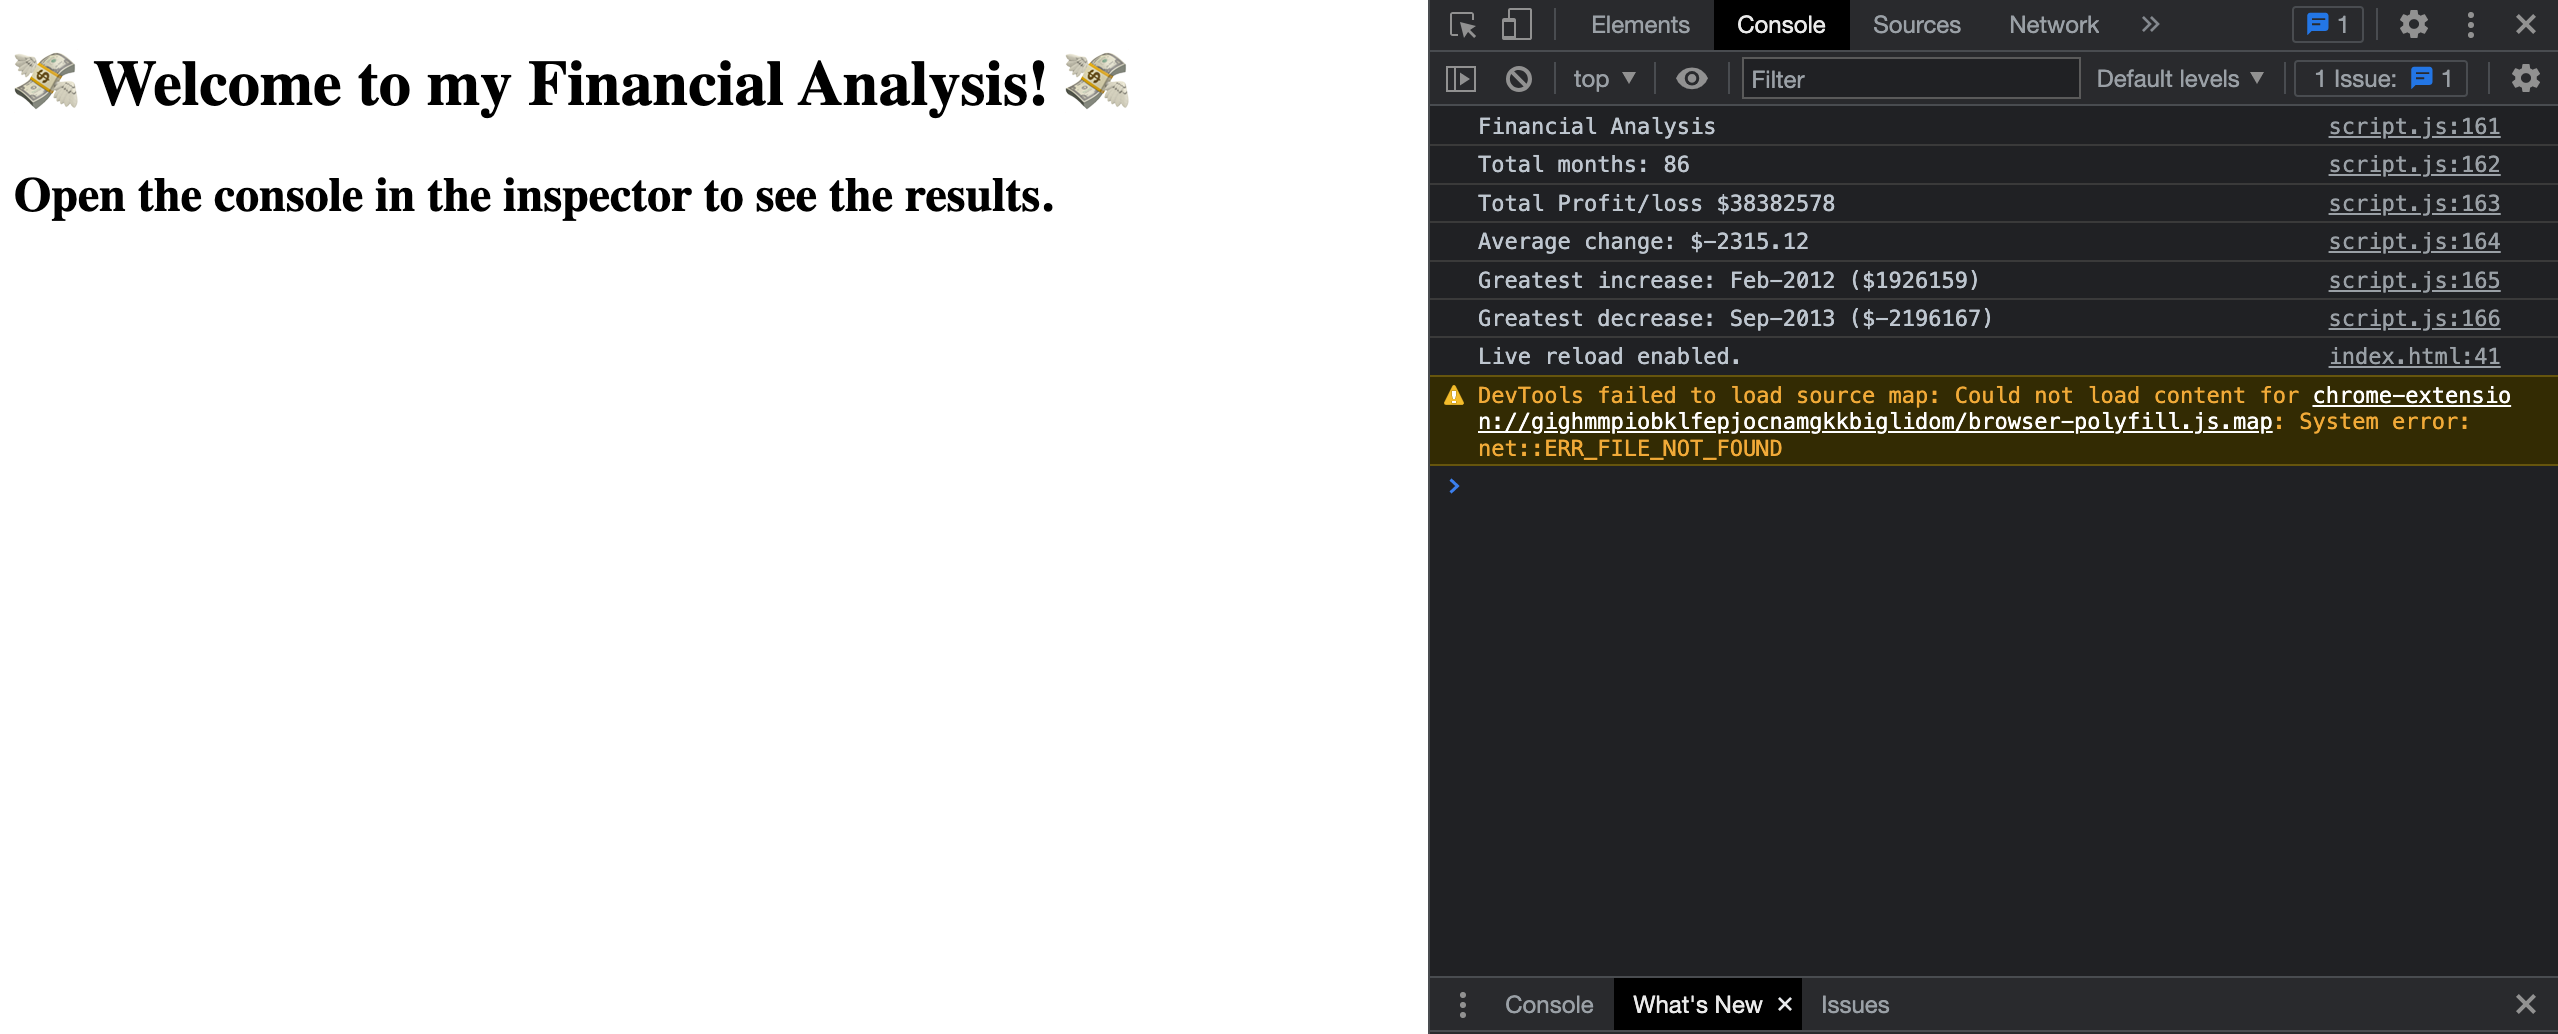 💸 Welcome to my Financial Analysis! 💸
Open the console in the inspector to see the results.
Elements Console Sources Network » 1
top ▼ Filter Default levels ▼ 1 Issue: 1
Financial Analysis script.js:161
Total months: 86 script.js:162
Total Profit/loss $38382578 script.js:163
Average change: $-2315.12 script.js:164
Greatest increase: Feb-2012 ($1926159) script.js:165
Greatest decrease: Sep-2013 ($-2196167) script.js:166
Live reload enabled. index.html:41
DevTools failed to load source map: Could not load content for chrome-extensio
n://gighmmpiobklfepjocnamgkkbiglidom/browser-polyfill.js.map: System error:
net::ERR_FILE_NOT_FOUND
Console What's New × Issues